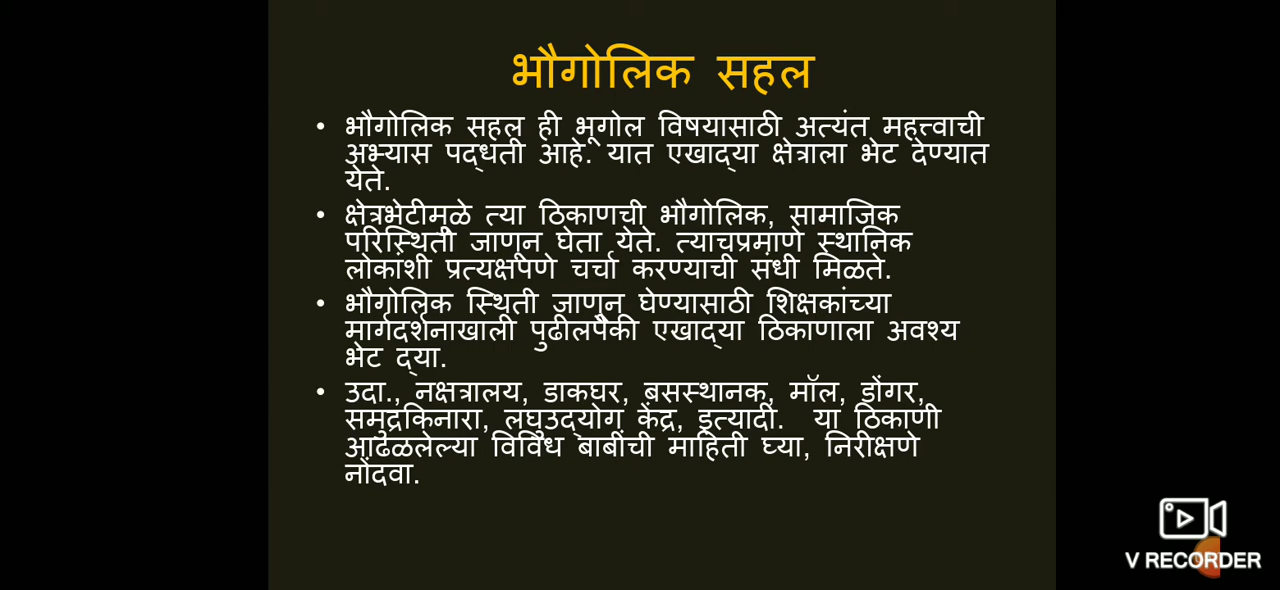 भौगोलिक सहल
• भौगोलिक सहल ही भूगोल विषयासाठी अत्यंत महत्त्वाची
अभ्यास पद्धती आहे. यात एखाद्या क्षेत्राला भेट देण्यात
येते.
• क्षेत्रभेटीमूळे त्या ठिकाणची भौगोलिक, सामाजिक
परिस्थिती जाणून घेता येते. त्याचप्रमाणे स्थानिक
लोकांशी प्रत्यक्षपणे चर्चा करण्याची संधी मिळते.
• भौगोलिक स्थिती जाणून घेण्यासाठी शिक्षकांच्या
मार्गदर्शनाखाली पुढीलपैकी एखाद्या ठिकाणाला अवश्य
भेट द्या.
• उदा., नक्षत्रालय, डाकघर, बसस्थानक, मॉल, डोंगर,
समुद्रकिनारा, लघुउद्योग केंद्र, इत्यादी. या ठिकाणी
आढळलेल्या विविध बाबींची माहिती घ्या, निरीक्षणे
नोंदवा.
V RECORDER